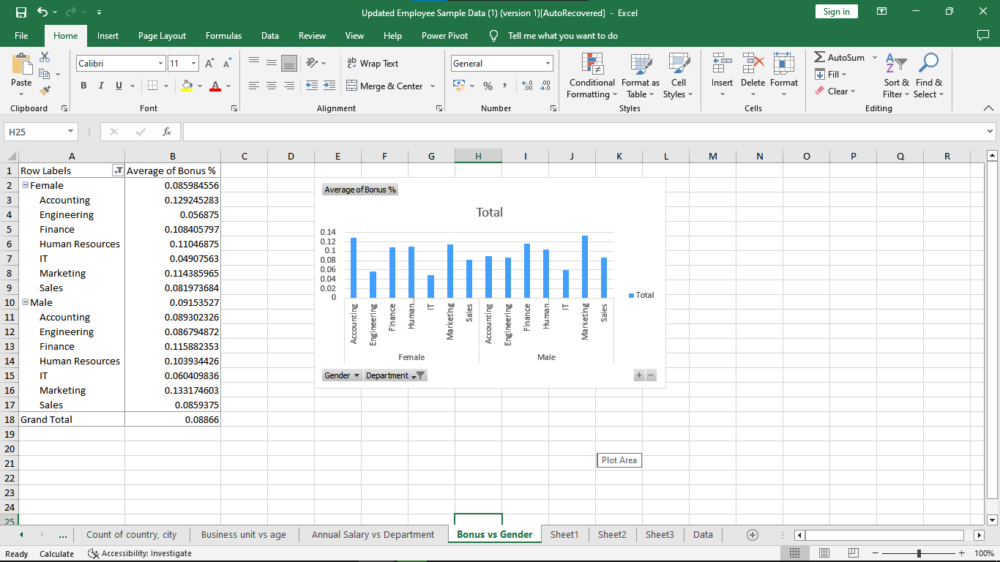 Updated Employee Sample Data (1) (version 1)[AutoRecovered] - Excel
Sign in
File Home Insert Page Layout Formulas Data Review View Help Power Pivot Tell me what you want to do
Paste
Clipboard
Calibri 11
B I U A
Font
ab Wrap Text
Merge & Center
Alignment
General
% , .00
Number
Conditional Formatting
Format as Table
Cell Styles
Styles
Insert Delete Format
Cells
AutoSum
Fill
Clear
Sort & Filter
Find & Select
Editing
H25 fx
A B C D E F G H I J K L M N O P Q R
1 Row Labels Average of Bonus %
2 Female 0.085984556
3 Accounting 0.129245283
4 Engineering 0.056875
5 Finance 0.108405797
6 Human Resources 0.11046875
7 IT 0.04907563
8 Marketing 0.114385965
9 Sales 0.081973684
10 Male 0.09153527
11 Accounting 0.089302326
12 Engineering 0.086794872
13 Finance 0.115882353
14 Human Resources 0.103934426
15 IT 0.060409836
16 Marketing 0.133174603
17 Sales 0.0859375
18 Grand Total 0.08866
19
20
21
22
23
24
25
Average of Bonus %
Total
0.14
0.12
0.1
0.08
0.06
0.04
0.02
0
Total
Accounting Engineering Finance Human... IT Marketing Sales Accounting Engineering Finance Human... IT Marketing Sales
Female Male
Gender Department + −
Plot Area
... Count of country, city Business unit vs age Annual Salary vs Department Bonus vs Gender Sheet1 Sheet2 Sheet3 Data
Ready Calculate Accessibility: Investigate 100%